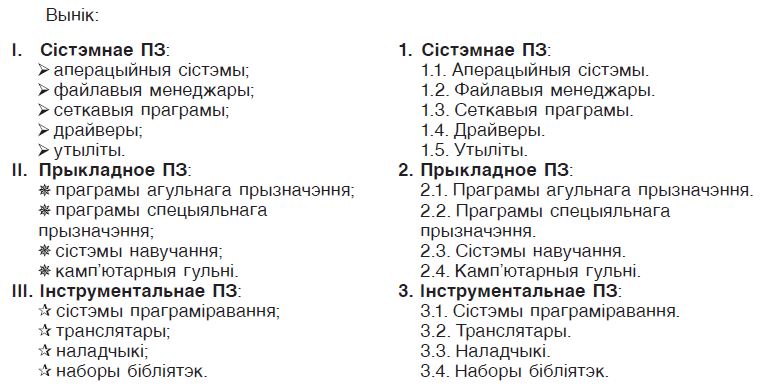 Вынік:
I. Сістэмнае ПЗ:
➢ аперацыйныя сістэмы;
➢ файлавыя менеджары;
➢ сеткавыя праграмы;
➢ драйверы;
➢ утыліты.
II. Прыкладное ПЗ:
❋ праграмы агульнага прызначэння;
❋ праграмы спецыяльнага
прызначэння;
❋ сістэмы навучання;
❋ камп’ютарныя гульні.
III. Інструментальнае ПЗ:
✰ сістэмы праграміравання;
✰ транслятары;
✰ наладчыкі;
✰ наборы бібліятэк.
1. Сістэмнае ПЗ:
1.1. Аперацыйныя сістэмы.
1.2. Файлавыя менеджары.
1.3. Сеткавыя праграмы.
1.4. Драйверы.
1.5. Утыліты.
2. Прыкладное ПЗ:
2.1. Праграмы агульнага прызначэння.
2.2. Праграмы спецыяльнага
прызначэння.
2.3. Сістэмы навучання.
2.4. Камп’ютарныя гульні.
3. Інструментальнае ПЗ:
3.1. Сістэмы праграміравання.
3.2. Транслятары.
3.3. Наладчыкі.
3.4. Наборы бібліятэк.